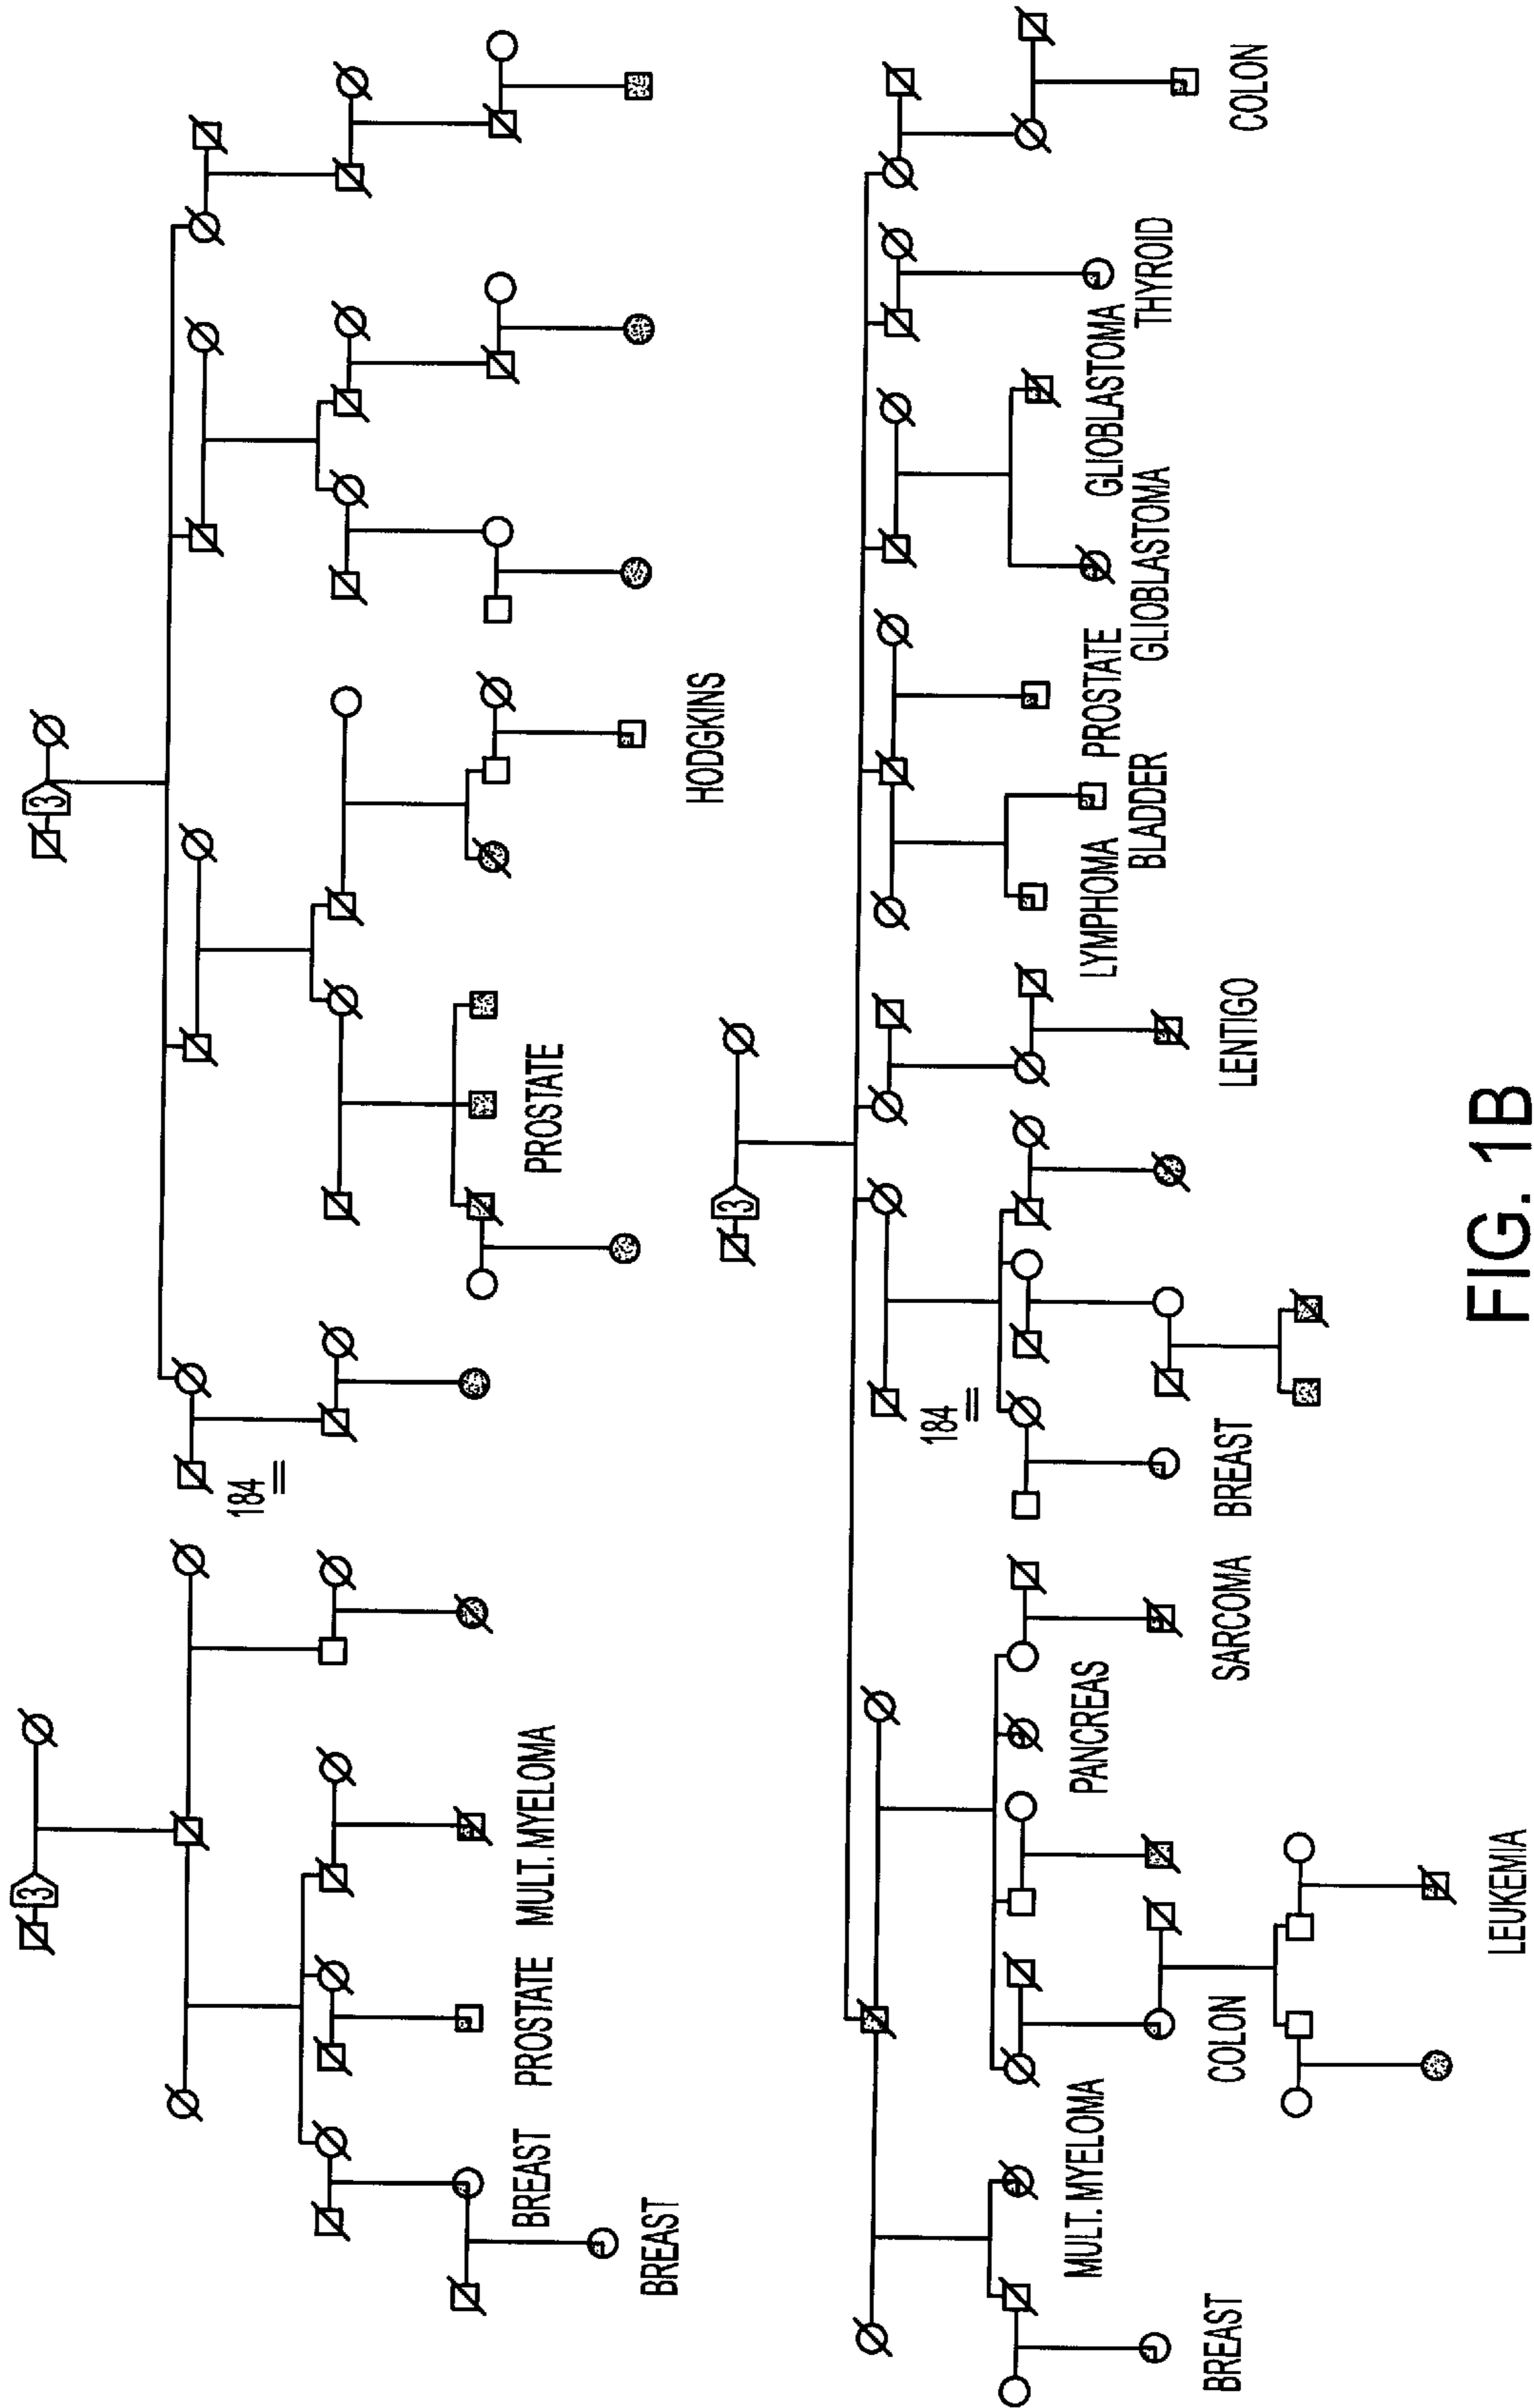 3
3
184
PROSTATE
HODGKINS
MULT. MYELOMA
PROSTATE
BREAST
BREAST
3
184
COLON
THYROID
GLIOBLASTOMA
GLIOBLASTOMA
PROSTATE
BLADDER
LYMPHOMA
LENTIGO
BREAST
SARCOMA
PANCREAS
COLON
LEUKEMIA
MULT. MYELOMA
BREAST
FIG. 1B